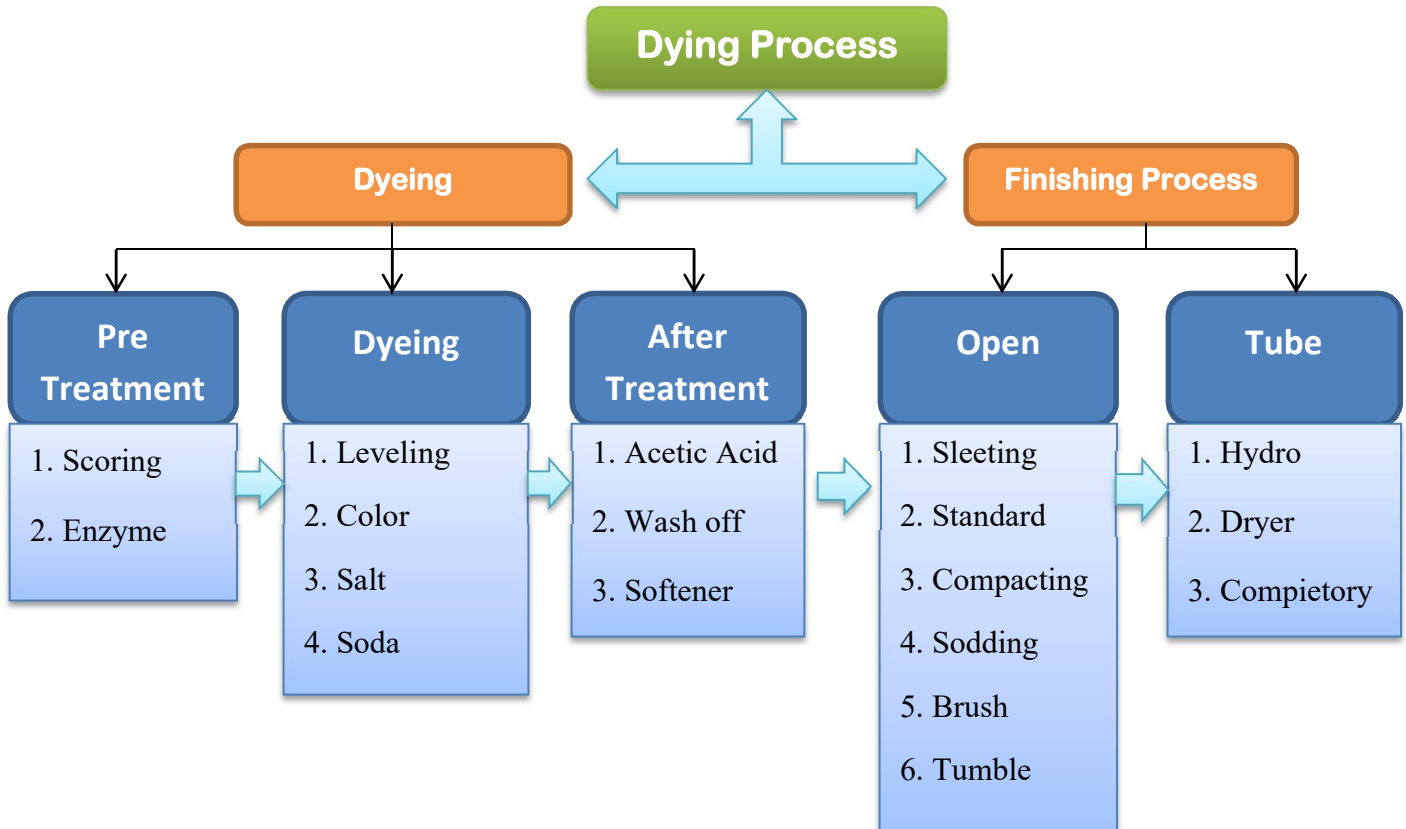 Dying Process
Dyeing
Finishing Process
Pre
Treatment
1. Scoring
2. Enzyme
Dyeing
1. Leveling
2. Color
3. Salt
4. Soda
After
Treatment
1. Acetic Acid
2. Wash off
3. Softener
Open
1. Sleeting
2. Standard
3. Compacting
4. Sodding
5. Brush
6. Tumble
Tube
1. Hydro
2. Dryer
3. Compietory